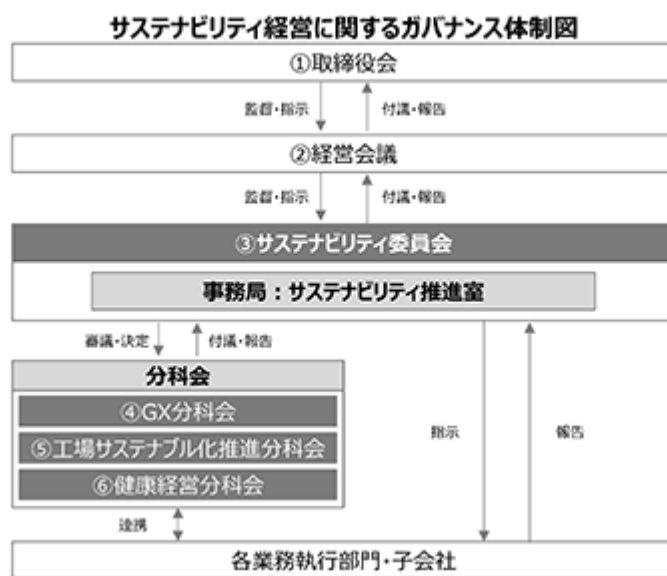 サステナビリティ経営に関するガバナンス体制図
①取締役会
監督・指示
付議・報告
②経営会議
監督・指示
付議・報告
③サステナビリティ委員会
事務局：サステナビリティ推進室
審議・決定
付議・報告
分科会
④GX分科会
⑤工場サステナブル化推進分科会
⑥健康経営分科会
指示
報告
連携
各業務執行部門・子会社